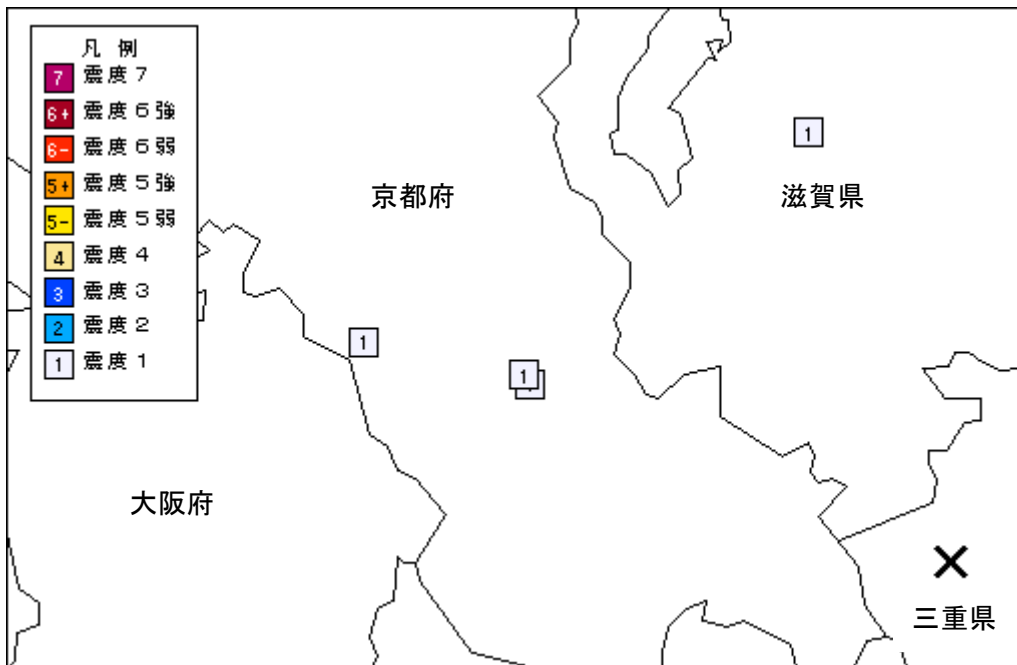 凡 例
7 震度7
6+ 震度6強
6- 震度6弱
5+ 震度5強
5- 震度5弱
4 震度4
3 震度3
2 震度2
1 震度1
1
京都府
滋賀県
1
1
大阪府
三重県